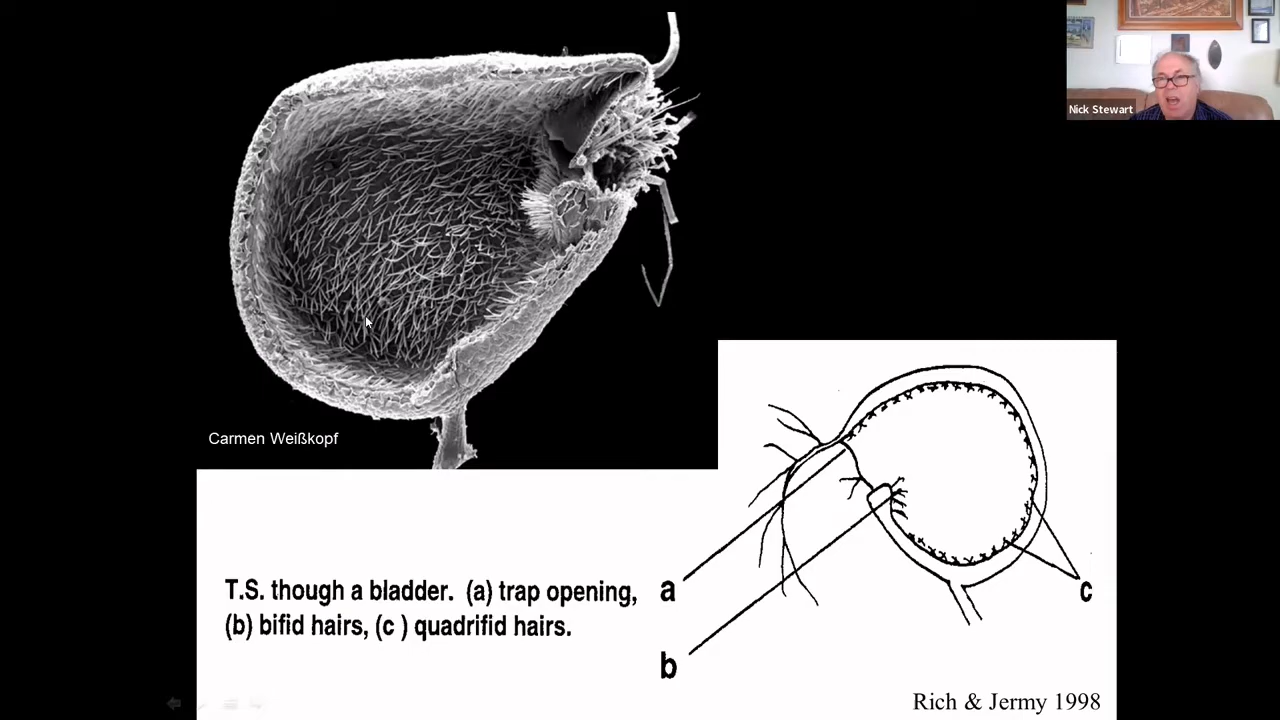 Nick Stewart
Carmen Weißkopf
T.S. though a bladder. (a) trap opening,
(b) bifid hairs, (c ) quadrifid hairs.
a
b
c
Rich & Jermy 1998